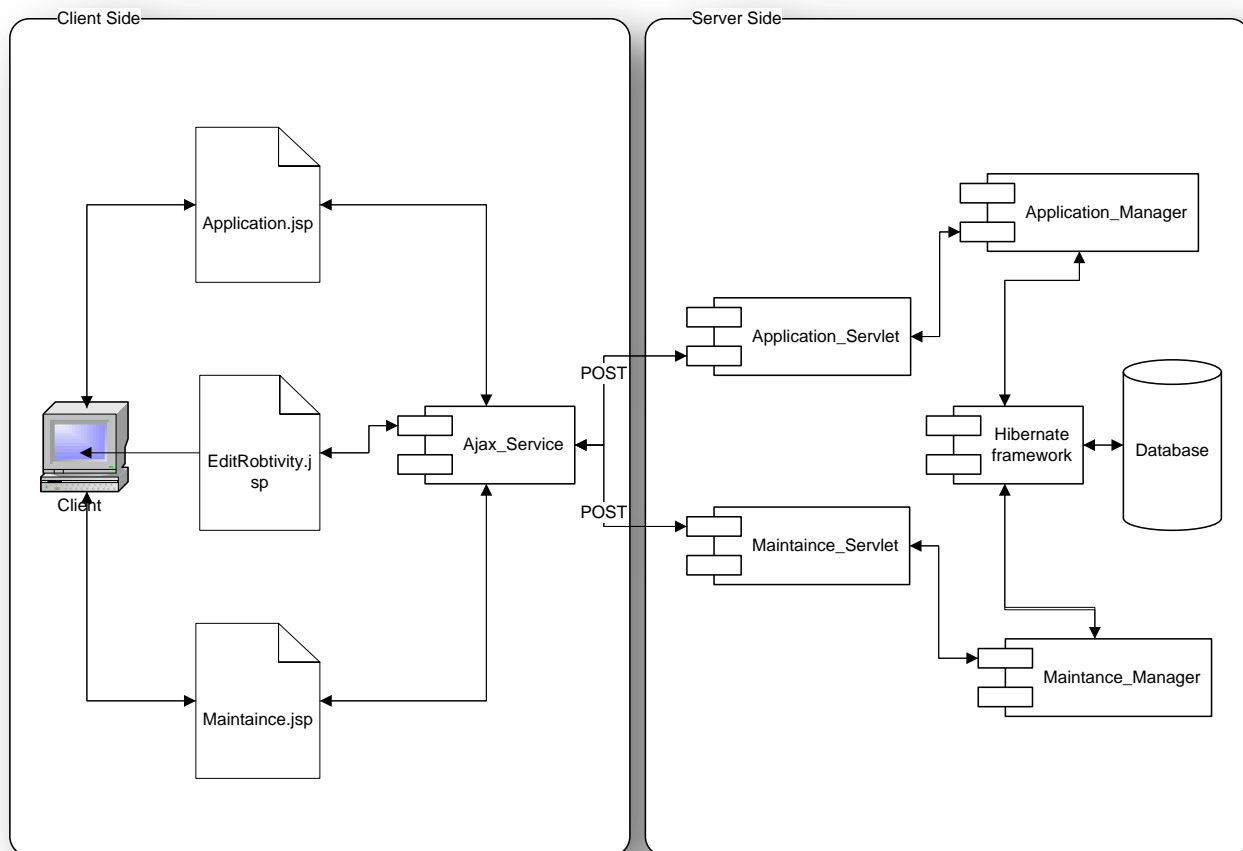 Client Side
Server Side
Application.jsp
Application_Manager
Application_Servlet
POST
EditRobtivity.j
sp
Ajax_Service
Hibernate
framework
Database
Client
POST
Maintaince_Servlet
Maintaince.jsp
Maintance_Manager